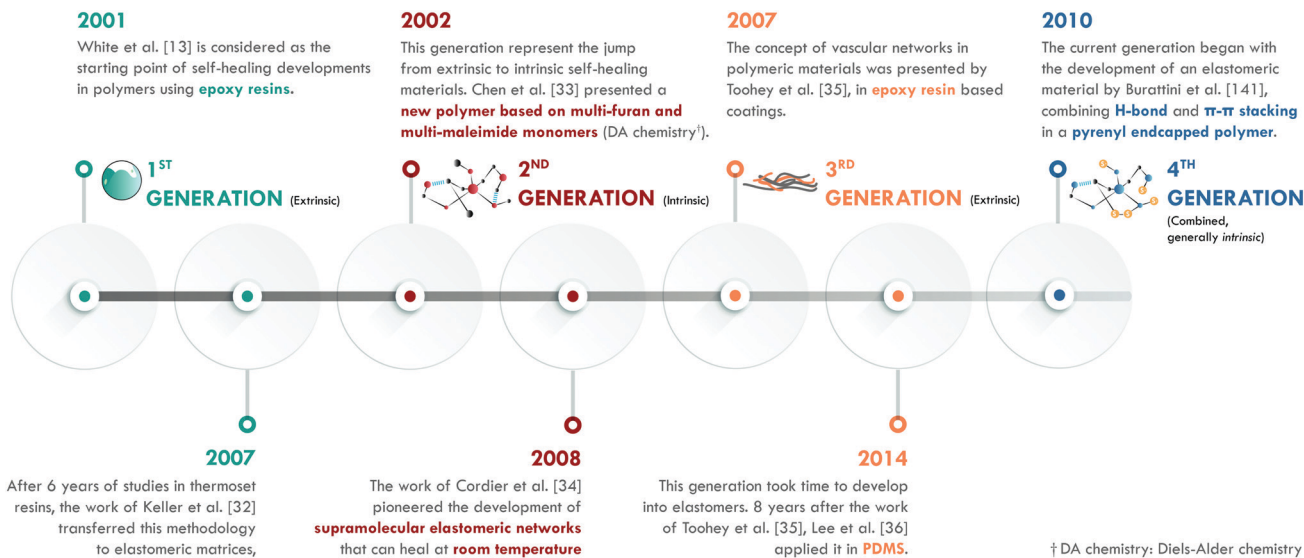 2001
White et al. [13] is considered as the
starting point of self-healing developments
in polymers using epoxy resins.
2002
This generation represent the jump
from extrinsic to intrinsic self-healing
materials. Chen et al. [33] presented a
new polymer based on multi-furan and
multi-maleimide monomers (DA chemistry†).
2007
The concept of vascular networks in
polymeric materials was presented by
Toohey et al. [35], in epoxy resin based
coatings.
2010
The current generation began with
the development of an elastomeric
material by Burattini et al. [141],
combining H-bond and π-π stacking
in a pyrenyl endcapped polymer.
1ST
GENERATION (Extrinsic)
2ND
GENERATION (Intrinsic)
3RD
GENERATION (Extrinsic)
4TH
GENERATION
(Combined,
generally intrinsic)
2007
After 6 years of studies in thermoset
resins, the work of Keller et al. [32]
transferred this methodology
to elastomeric matrices,
2008
The work of Cordier et al. [34]
pioneered the development of
supramolecular elastomeric networks
that can heal at room temperature
2014
This generation took time to develop
into elastomers. 8 years after the work
of Toohey et al. [35], Lee et al. [36]
applied it in PDMS.
† DA chemistry: Diels-Alder chemistry